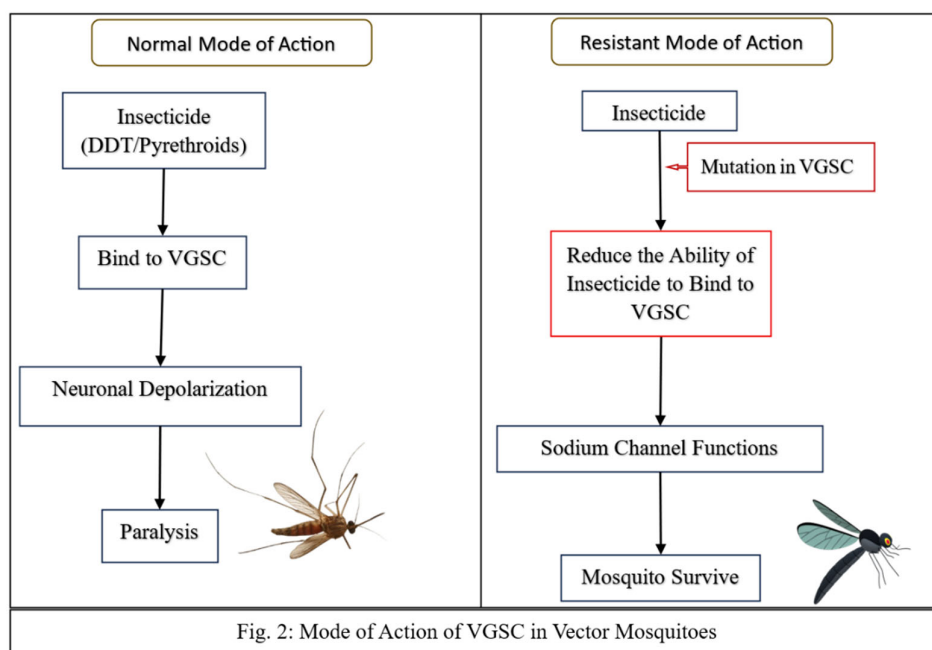 Normal Mode of Action
Insecticide
(DDT/Pyrethroids)
Bind to VGSC
Neuronal Depolarization
Paralysis
Resistant Mode of Action
Insecticide
Mutation in VGSC
Reduce the Ability of
Insecticide to Bind to
VGSC
Sodium Channel Functions
Mosquito Survive
Fig. 2: Mode of Action of VGSC in Vector Mosquitoes